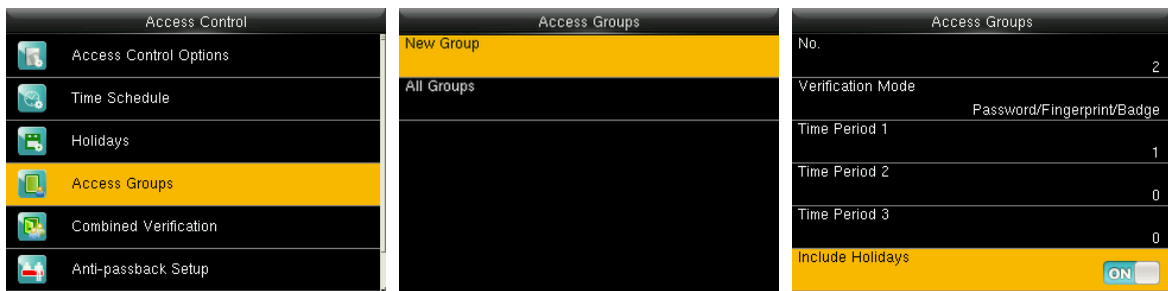 Access Control
Access Control Options
Time Schedule
Holidays
Access Groups
Combined Verification
Anti-passback Setup
Access Groups
New Group
All Groups
Access Groups
No.
2
Verification Mode
Password/Fingerprint/Badge
Time Period 1
1
Time Period 2
0
Time Period 3
0
Include Holidays
ON